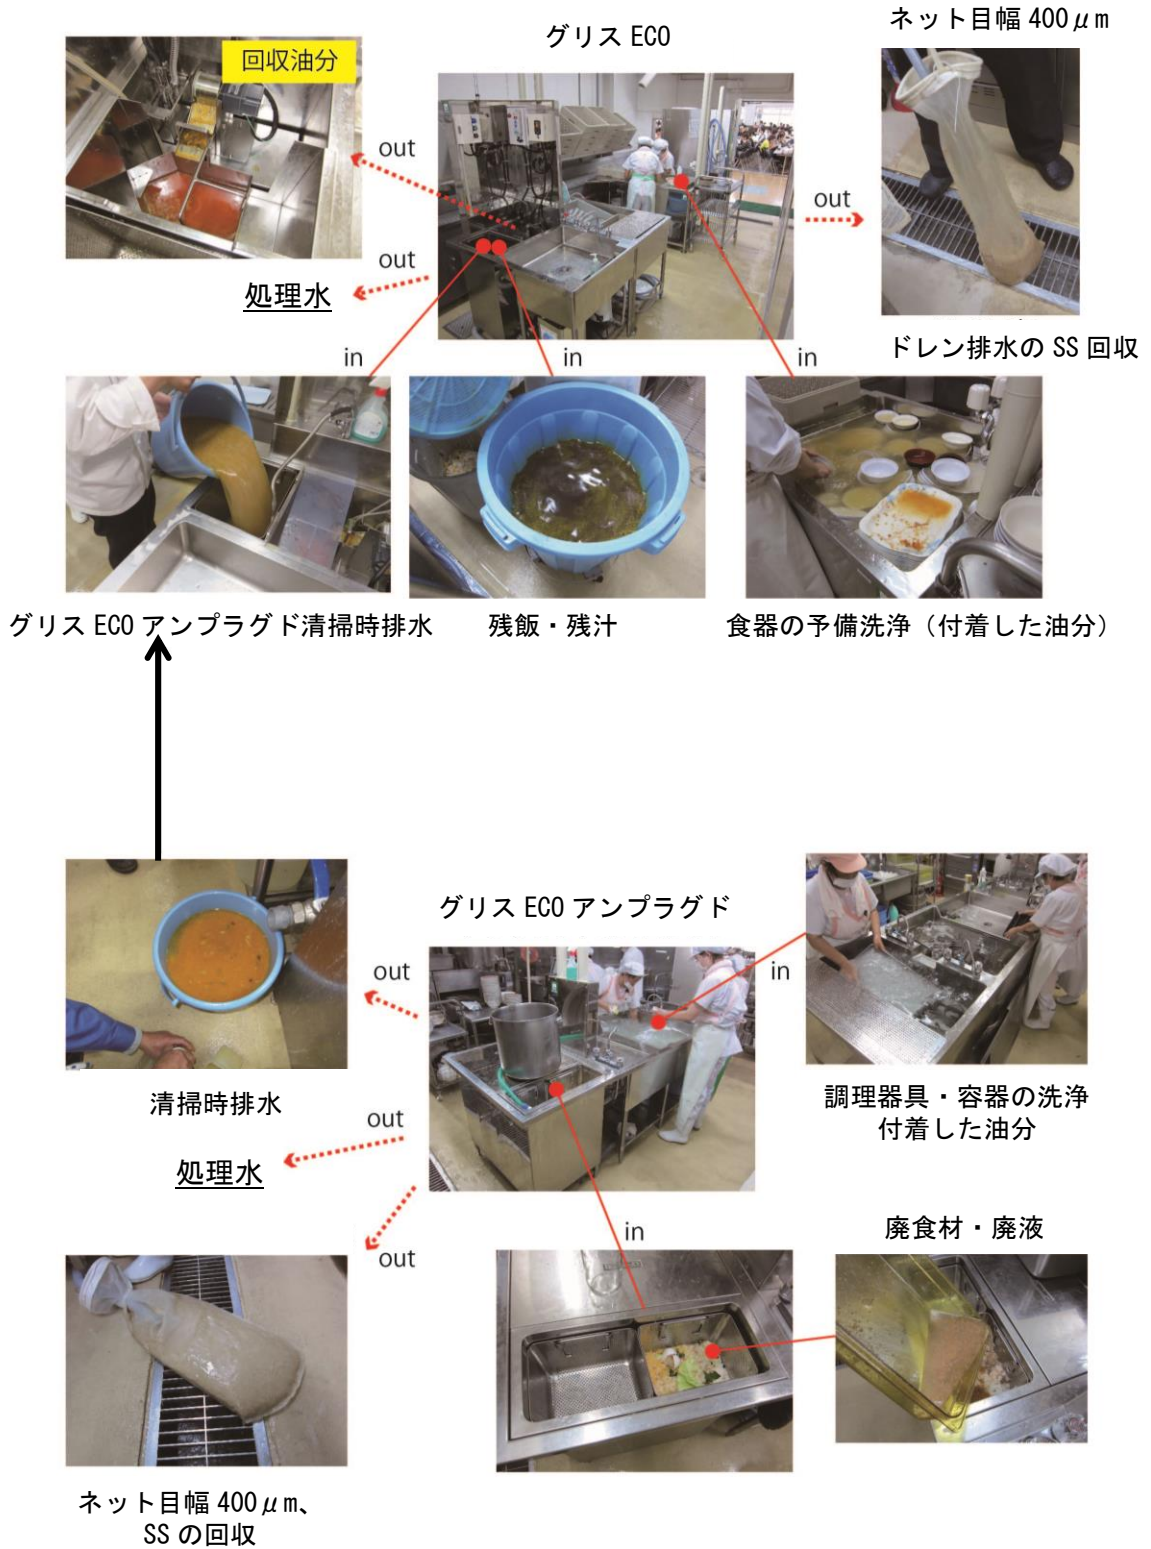 グリス ECO
ネット目幅 400μm
回収油分
out
out
out
処理水
ドレン排水の SS 回収
in
in
in
グリス ECO アンプラグド清掃時排水
残飯・残汁
食器の予備洗浄（付着した油分）
グリス ECO アンプラグド
out
in
清掃時排水
調理器具・容器の洗浄
付着した油分
out
処理水
out
in
廃食材・廃液
ネット目幅 400μm、
SS の回収